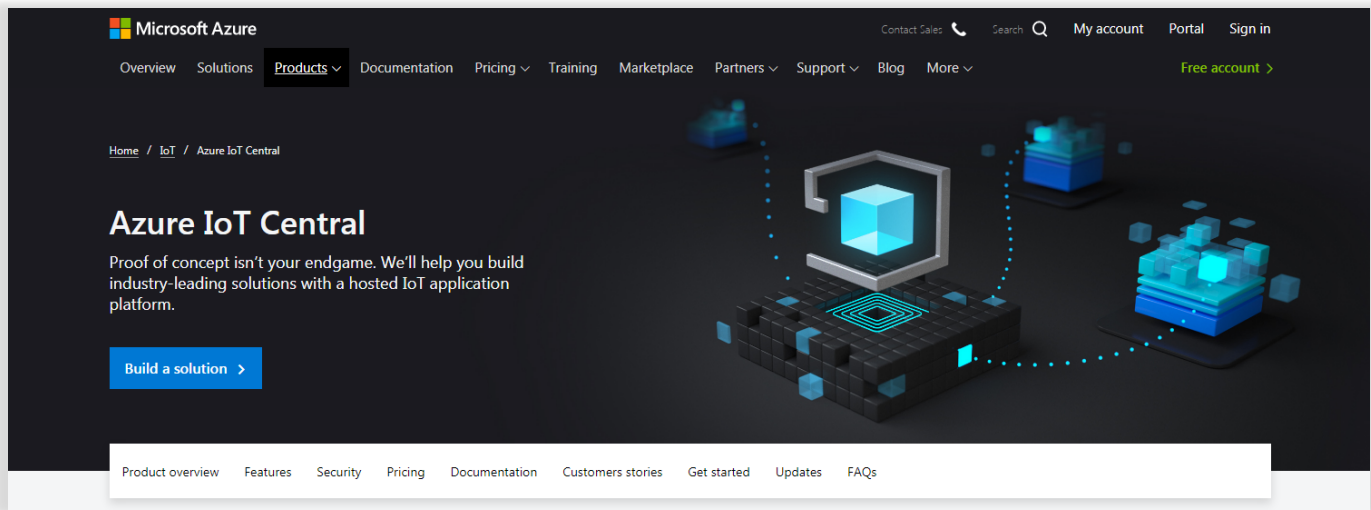 Microsoft Azure
Contact Sales Search My account Portal Sign in
Overview Solutions Products Documentation Pricing Training Marketplace Partners Support Blog More Free account >
Home / IoT / Azure IoT Central
Azure IoT Central
Proof of concept isn't your endgame. We'll help you build
industry-leading solutions with a hosted IoT application
platform.
Build a solution >
Product overview Features Security Pricing Documentation Customers stories Get started Updates FAQs